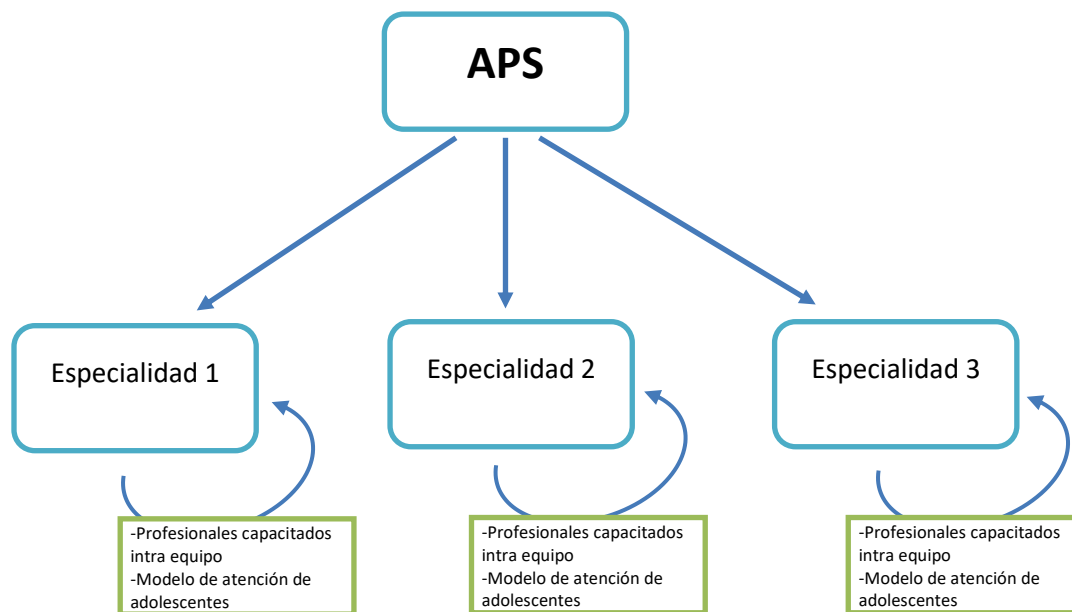 APS
Especialidad 1
Especialidad 2
Especialidad 3
-Profesionales capacitados
intra equipo
-Modelo de atención de
adolescentes
-Profesionales capacitados
intra equipo
-Modelo de atención de
adolescentes
-Profesionales capacitados
intra equipo
-Modelo de atención de
adolescentes